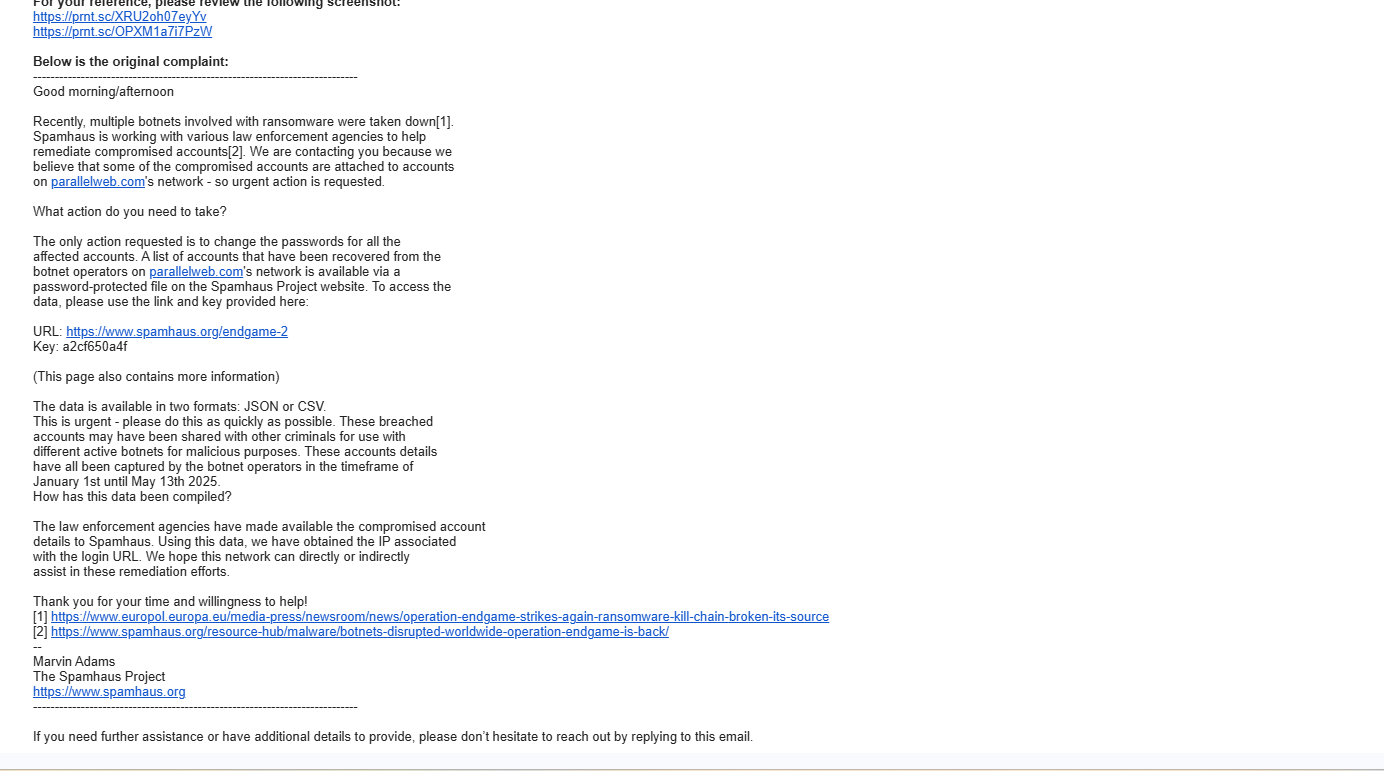 For your reference, please review the following screenshot:
https://prnt.sc/XRU2oh07eyYv
https://prnt.sc/OPXM1a7i7PzW
Below is the original complaint:
---------------------------------------------------------------------------
Good morning/afternoon
Recently, multiple botnets involved with ransomware were taken down[1].
Spamhaus is working with various law enforcement agencies to help
remediate compromised accounts[2]. We are contacting you because we
believe that some of the compromised accounts are attached to accounts
on parallelweb.com's network - so urgent action is requested.
What action do you need to take?
The only action requested is to change the passwords for all the
affected accounts. A list of accounts that have been recovered from the
botnet operators on parallelweb.com's network is available via a
password-protected file on the Spamhaus Project website. To access the
data, please use the link and key provided here:
URL: https://www.spamhaus.org/endgame-2
Key: a2cf650a4f
(This page also contains more information)
The data is available in two formats: JSON or CSV.
This is urgent - please do this as quickly as possible. These breached
accounts may have been shared with other criminals for use with
different active botnets for malicious purposes. These accounts details
have all been captured by the botnet operators in the timeframe of
January 1st until May 13th 2025.
How has this data been compiled?
The law enforcement agencies have made available the compromised account
details to Spamhaus. Using this data, we have obtained the IP associated
with the login URL. We hope this network can directly or indirectly
assist in these remediation efforts.
Thank you for your time and willingness to help!
[1] https://www.europol.europa.eu/media-press/newsroom/news/operation-endgame-strikes-again-ransomware-kill-chain-broken-its-source
[2] https://www.spamhaus.org/resource-hub/malware/botnets-disrupted-worldwide-operation-endgame-is-back/
--
Marvin Adams
The Spamhaus Project
https://www.spamhaus.org
---------------------------------------------------------------------------
If you need further assistance or have additional details to provide, please don't hesitate to reach out by replying to this email.